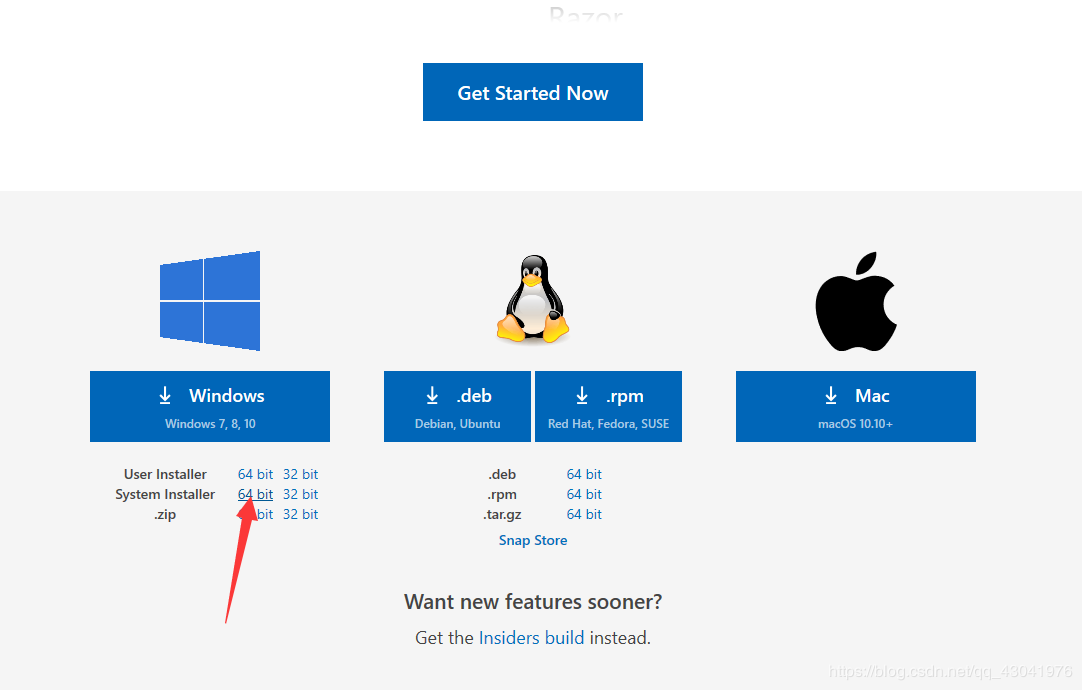 Razor
Get Started Now
Windows
Windows 7, 8, 10
.deb
Debian, Ubuntu
.rpm
Red Hat, Fedora, SUSE
Mac
macOS 10.10+
User Installer 64 bit 32 bit
System Installer 64 bit 32 bit
.zip bit 32 bit
.deb 64 bit
.rpm 64 bit
.tar.gz 64 bit
Snap Store
Want new features sooner?
Get the Insiders build instead.
https://blog.csdn.net/qq_43041976